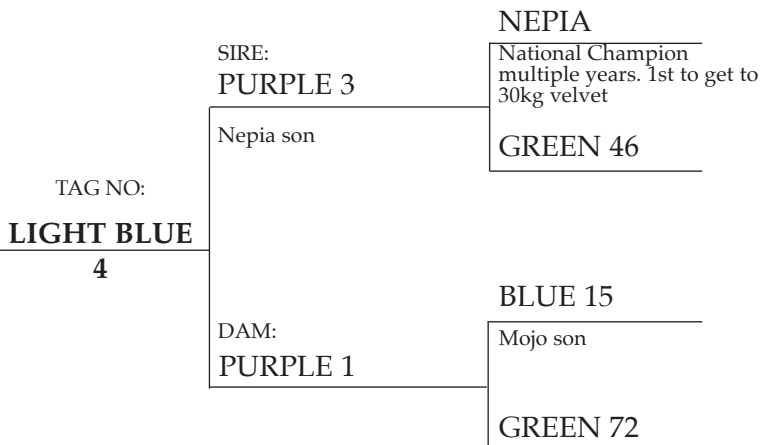 NEPIA
SIRE:
PURPLE 3
National Champion
multiple years. 1st to get to
30kg velvet
Nepia son
GREEN 46
TAG NO:
LIGHT BLUE
4
BLUE 15
DAM:
PURPLE 1
Mojo son
GREEN 72